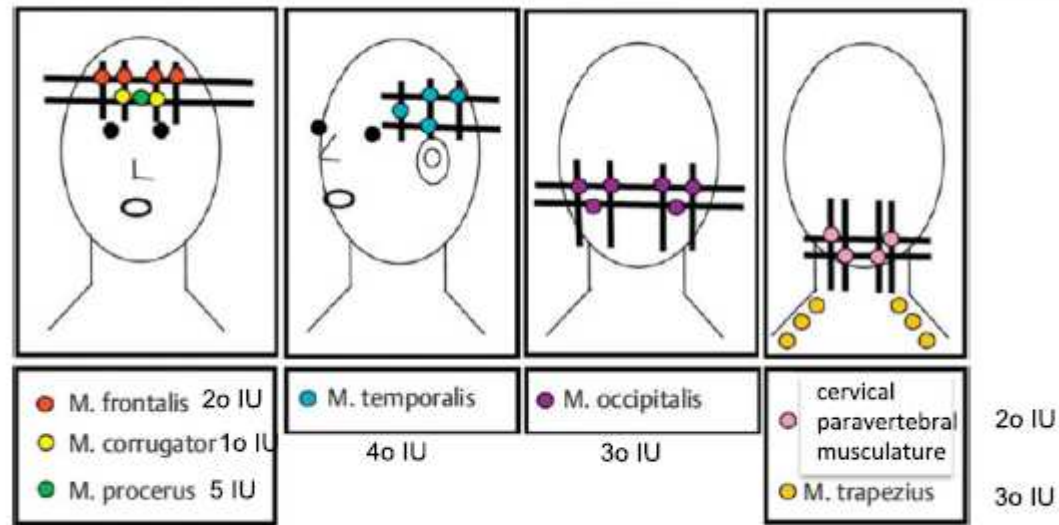 M. frontalis 2o IU
M. corrugator 1o IU
M. procerus 5 IU
M. temporalis
4o IU
M. occipitalis
3o IU
cervical
paravertebral
musculature
2o IU
M. trapezius
3o IU